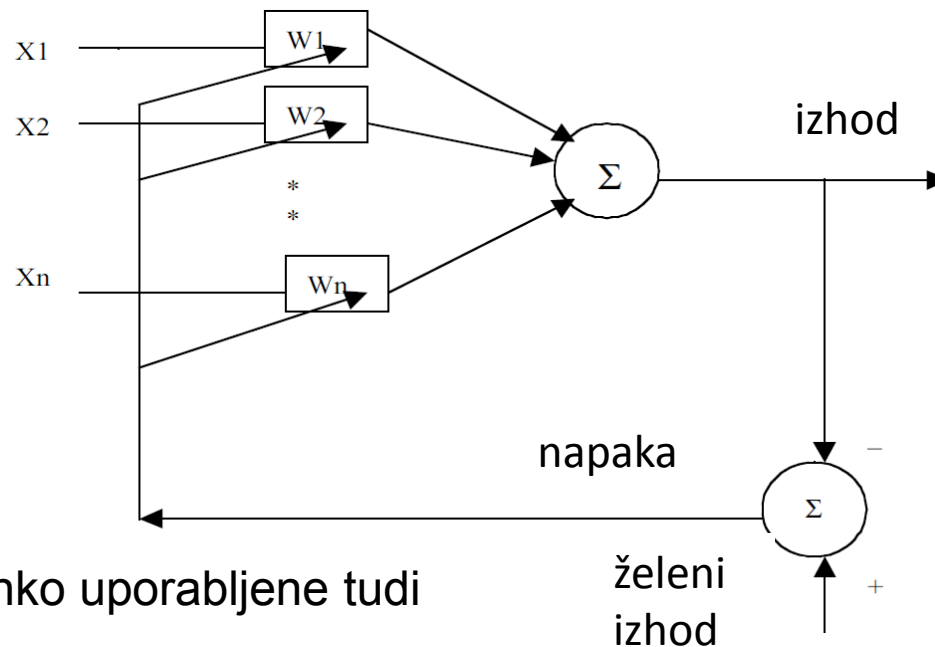 X1
W1
X2
W2
izhod
Σ
*
*
Xn
Wn
napaka
−
Σ
+
želeni
izhod
nko uporabljene tudi